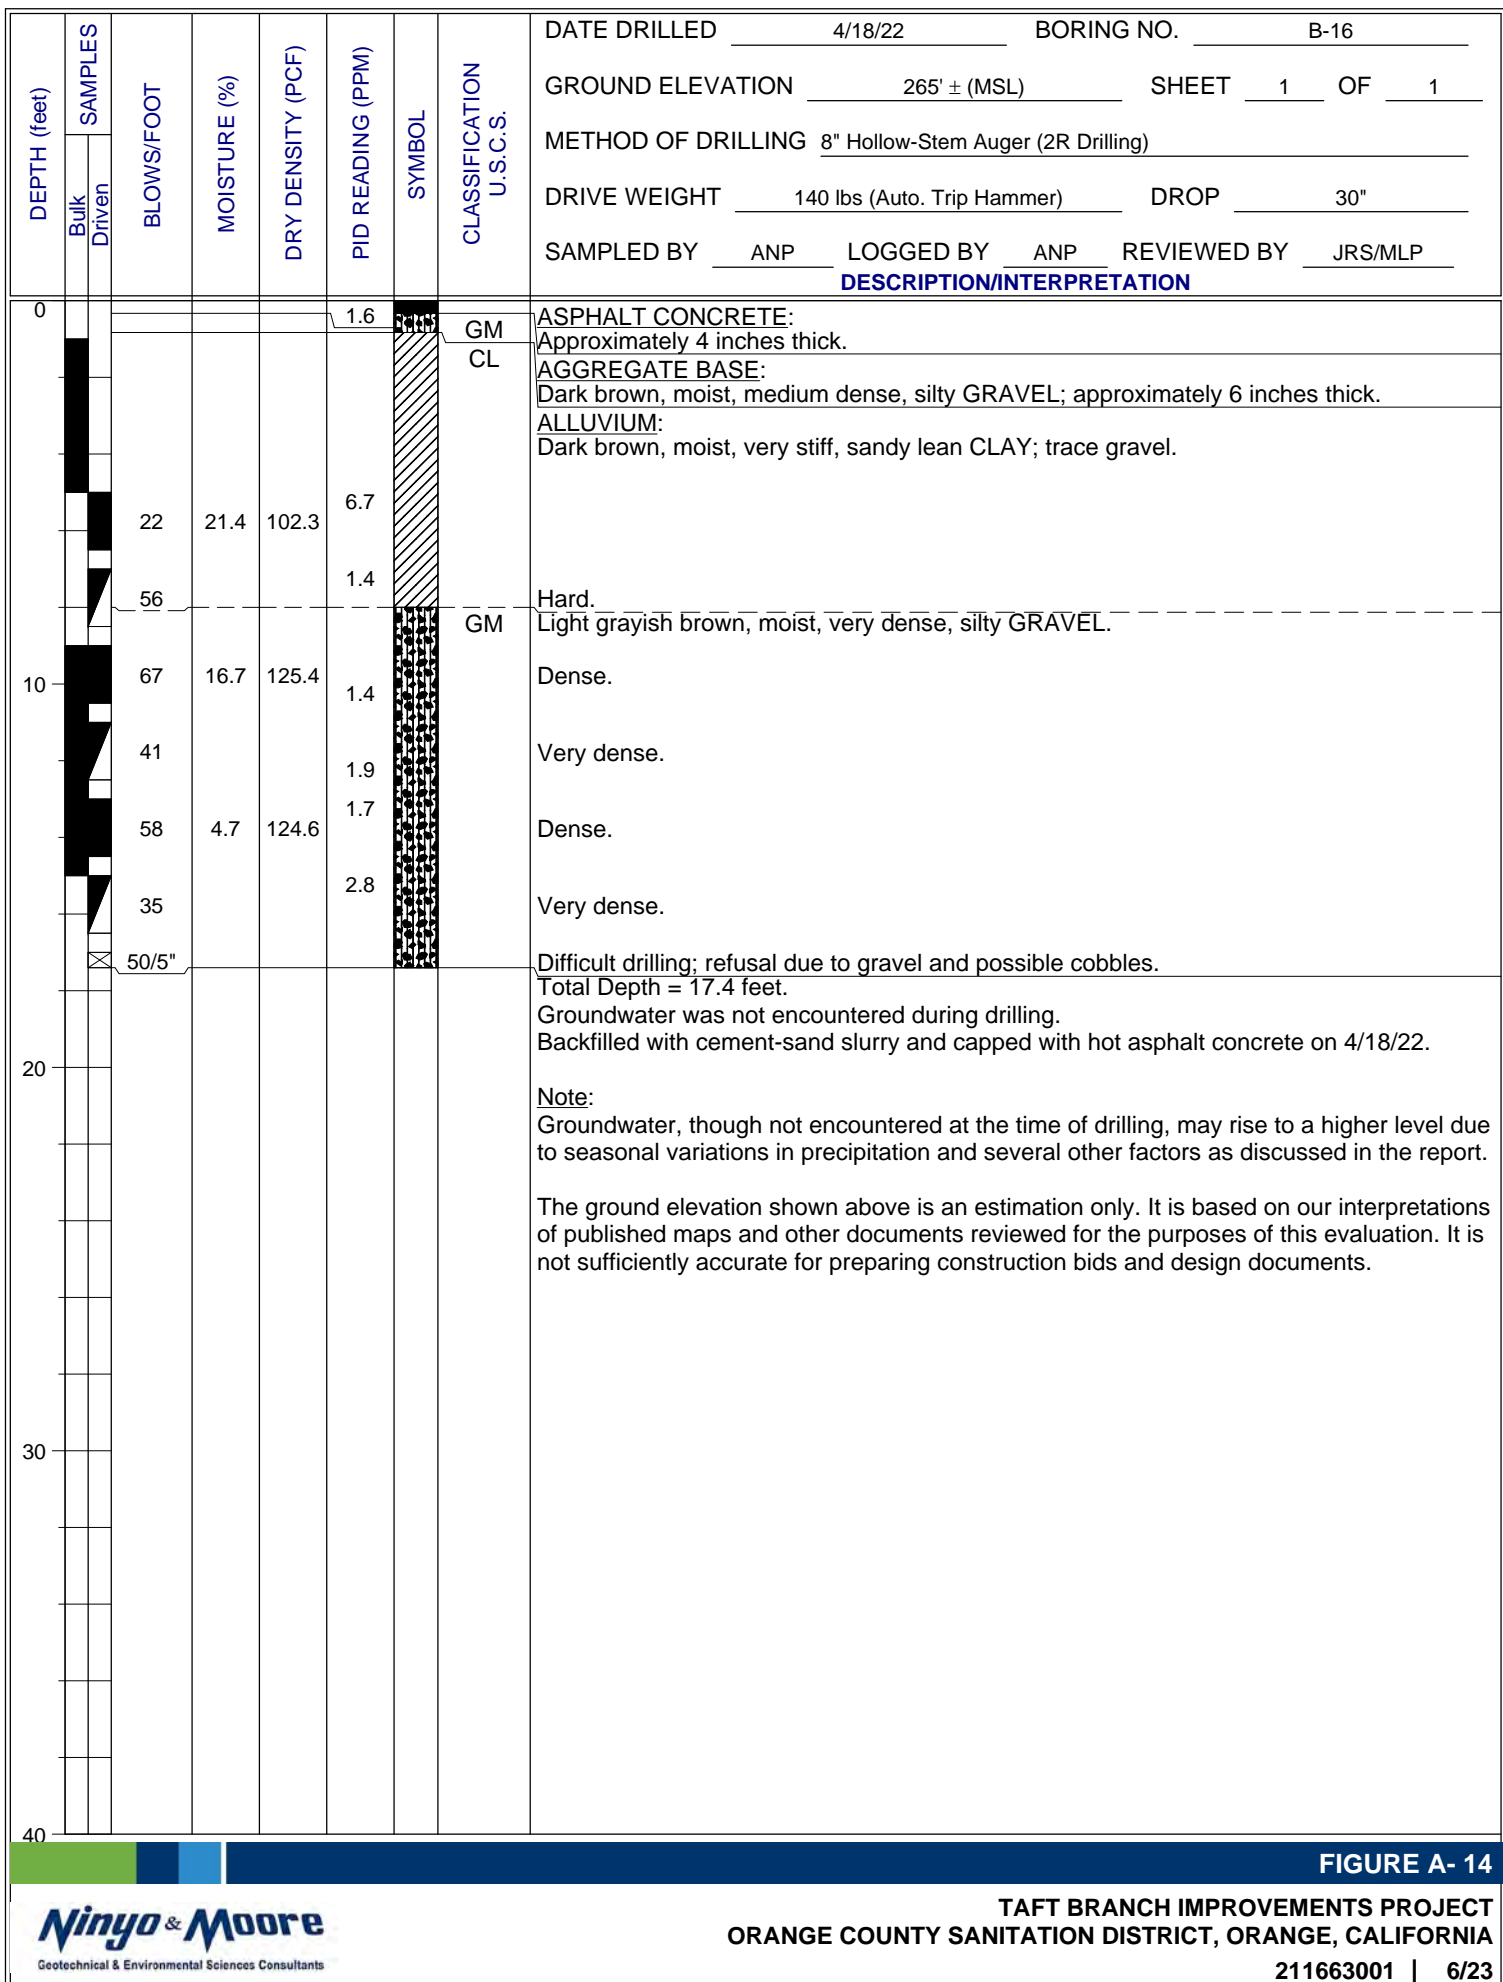 DEPTH (feet)
SAMPLES
Bulk
Driven
BLOWS/FOOT
MOISTURE (%)
DRY DENSITY (PCF)
PID READING (PPM)
SYMBOL
CLASSIFICATION
U.S.C.S.
DATE DRILLED 4/18/22 BORING NO. B-16
GROUND ELEVATION 265' ± (MSL) SHEET 1 OF 1
METHOD OF DRILLING 8" Hollow-Stem Auger (2R Drilling)
DRIVE WEIGHT 140 lbs (Auto. Trip Hammer) DROP 30"
SAMPLED BY ANP LOGGED BY ANP REVIEWED BY JRS/MLP
DESCRIPTION/INTERPRETATION
0 1.6 GM ASPHALT CONCRETE:
Approximately 4 inches thick.
CL AGGREGATE BASE:
Dark brown, moist, medium dense, silty GRAVEL; approximately 6 inches thick.
ALLUVIUM:
Dark brown, moist, very stiff, sandy lean CLAY; trace gravel.
6.7
22 21.4 102.3
1.4
56 Hard.
GM Light grayish brown, moist, very dense, silty GRAVEL.
10 67 16.7 125.4 Dense.
1.4
41 Very dense.
1.9
1.7
58 4.7 124.6 Dense.
2.8
35 Very dense.
50/5" Difficult drilling; refusal due to gravel and possible cobbles.
Total Depth = 17.4 feet.
Groundwater was not encountered during drilling.
Backfilled with cement-sand slurry and capped with hot asphalt concrete on 4/18/22.
20
Note:
Groundwater, though not encountered at the time of drilling, may rise to a higher level due
to seasonal variations in precipitation and several other factors as discussed in the report.
The ground elevation shown above is an estimation only. It is based on our interpretations
of published maps and other documents reviewed for the purposes of this evaluation. It is
not sufficiently accurate for preparing construction bids and design documents.
30
40
FIGURE A- 14
Ninyo & Moore
Geotechnical & Environmental Sciences Consultants
TAFT BRANCH IMPROVEMENTS PROJECT
ORANGE COUNTY SANITATION DISTRICT, ORANGE, CALIFORNIA
211663001 | 6/23